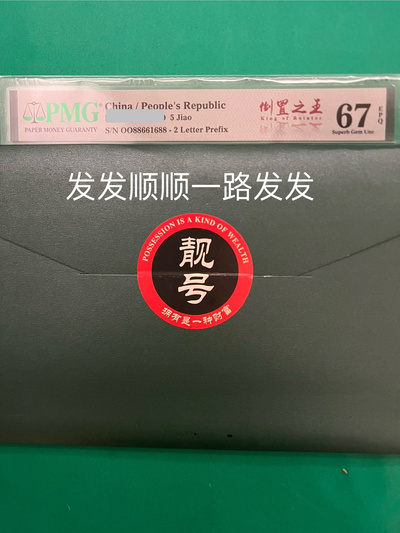 PMG
PAPER MONEY GUARANTY
China / People's Republic
0 5 Jiao
S/N OO88661688 - 2 Letter Prefix
倒置之王
King of Rotator
67
EPQ
Superb Gem Unc
发发顺顺一路发发
POSSESSION IS A KIND OF WEALTH
靓号
拥有是一种财富